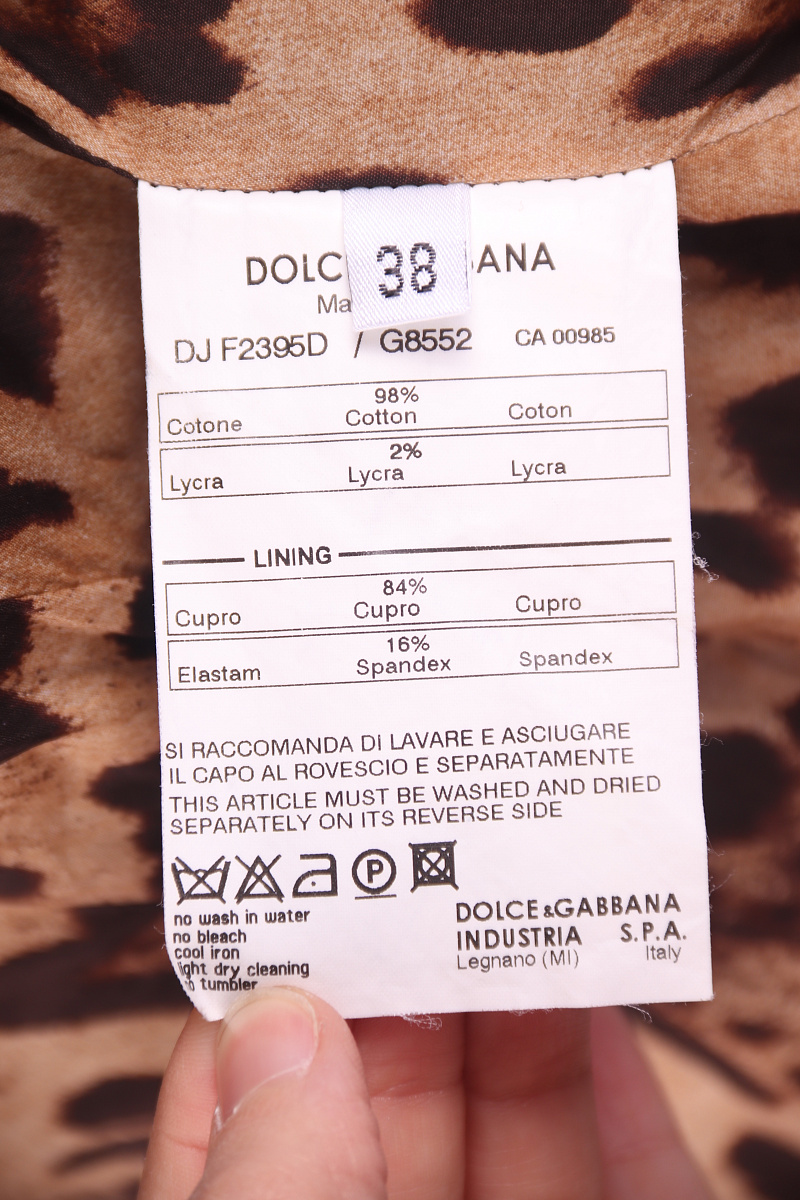 38
DOLC ANA
Ma
DJ F2395D / G8552 CA 00985
98%
Cotone Cotton Coton
2%
Lycra Lycra Lycra
LINING
84%
Cupro Cupro Cupro
16%
Elastam Spandex Spandex
SI RACCOMANDA DI LAVARE E ASCIUGARE
IL CAPO AL ROVESCIO E SEPARATAMENTE
THIS ARTICLE MUST BE WASHED AND DRIED
SEPARATELY ON ITS REVERSE SIDE
P
no wash in water
no bleach
cool iron
light dry cleaning
no tumbler
DOLCE&GABBANA
INDUSTRIA S.P.A.
Legnano (MI) Italy